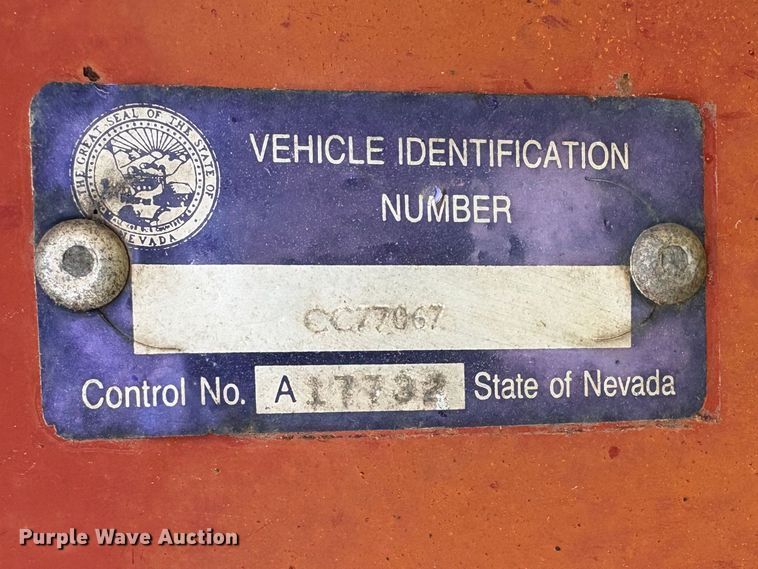 THE GREAT SEAL OF THE STATE OF
NEVADA
VEHICLE IDENTIFICATION
NUMBER
CC77067
Control No. A 17732 State of Nevada
Purple Wave Auction